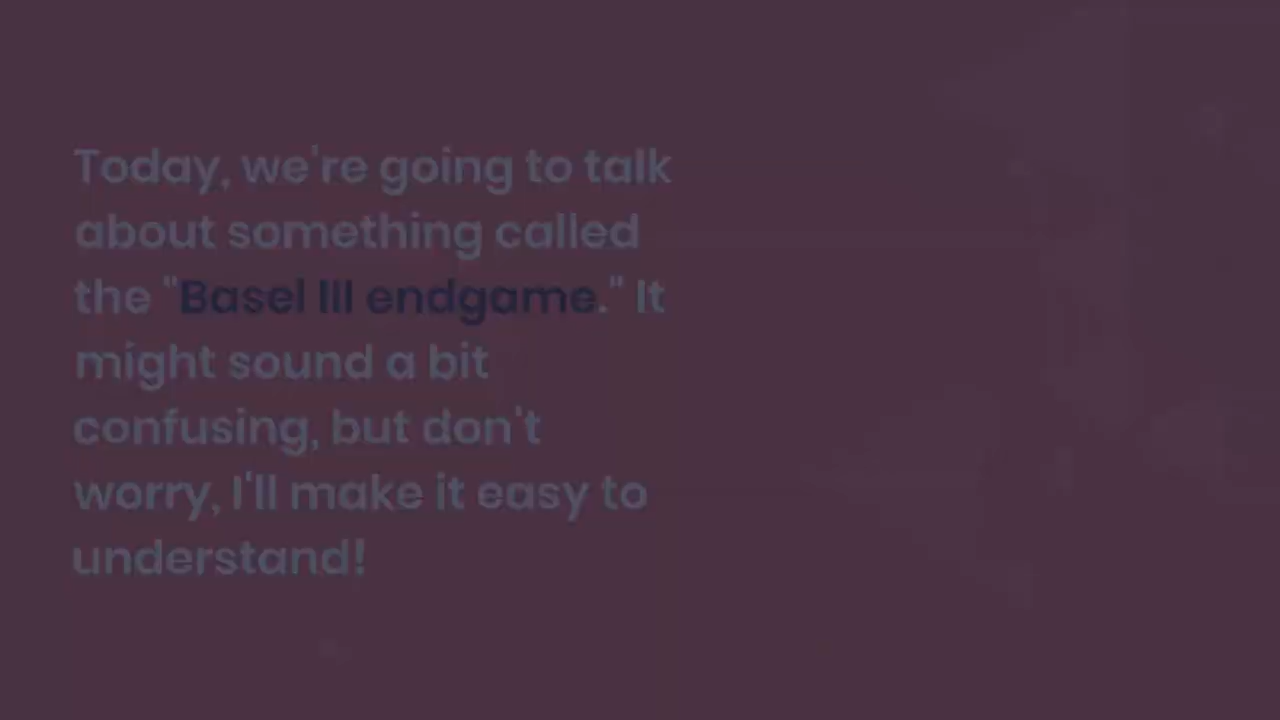 Today, we're going to talk
about something called
the "Basel III endgame." It
might sound a bit
confusing, but don't
worry, I'll make it easy to
understand!